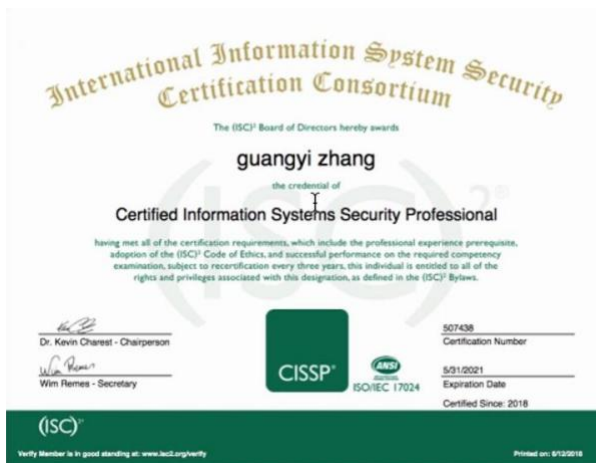 International Information System Security
Certification Consortium
The (ISC)² Board of Directors hereby awards
guangyi zhang
the credential of
Certified Information Systems Security Professional
having met all of the certification requirements, which include the professional experience prerequisite,
adoption of the (ISC)² Code of Ethics, and successful performance on the required competency
examination, subject to recertification every three years, this individual is entitled to all of the
rights and privileges associated with this designation, as defined in the (ISC)² Bylaws.
Dr. Kevin Charest - Chairperson
Wim Remes
Wim Remes - Secretary
CISSP®
ANSI
ISO/IEC 17024
507438
Certification Number
5/31/2021
Expiration Date
Certified Since: 2018
(ISC)²
Verify Member is in good standing at: www.isc2.org/verify
Printed on: 6/12/2018